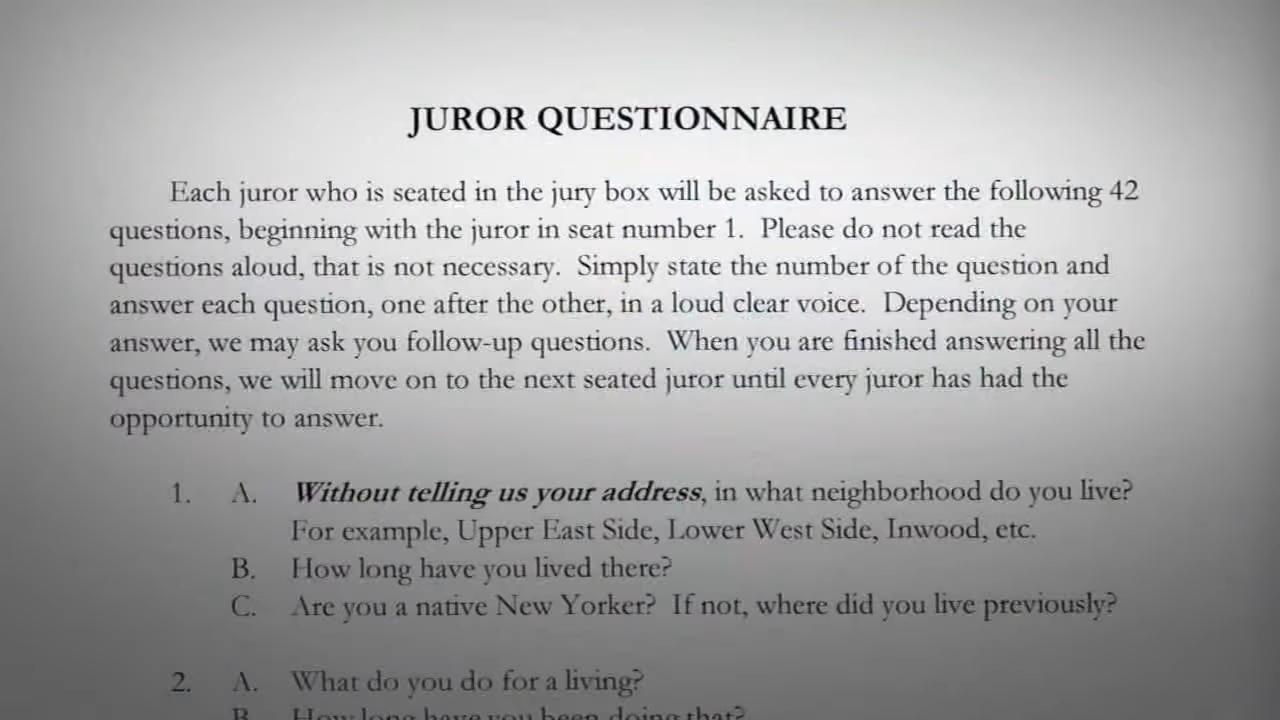 JUROR QUESTIONNAIRE
Each juror who is seated in the jury box will be asked to answer the following 42
questions, beginning with the juror in seat number 1. Please do not read the
questions aloud, that is not necessary. Simply state the number of the question and
answer each question, one after the other, in a loud clear voice. Depending on your
answer, we may ask you follow-up questions. When you are finished answering all the
questions, we will move on to the next seated juror until every juror has had the
opportunity to answer.
1. A. Without telling us your address, in what neighborhood do you live?
For example, Upper East Side, Lower West Side, Inwood, etc.
B. How long have you lived there?
C. Are you a native New Yorker? If not, where did you live previously?
2. A. What do you do for a living?
B. How long have you been doing that?